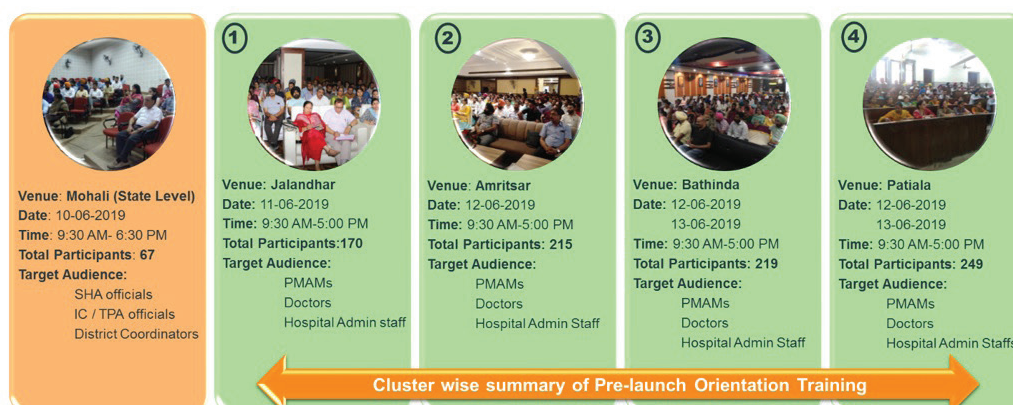 Venue: Mohali (State Level)
Date: 10-06-2019
Time: 9:30 AM- 6:30 PM
Total Participants: 67
Target Audience:
SHA officials
IC / TPA officials
District Coordinators
1
Venue: Jalandhar
Date: 11-06-2019
Time: 9:30 AM-5:00 PM
Total Participants:170
Target Audience:
PMAMs
Doctors
Hospital Admin staff
2
Venue: Amritsar
Date: 12-06-2019
Time: 9:30 AM-5:00 PM
Total Participants: 215
Target Audience:
PMAMs
Doctors
Hospital Admin Staff
3
Venue: Bathinda
Date: 12-06-2019
13-06-2019
Time: 9:30 AM-5:00 PM
Total Participants: 219
Target Audience:
PMAMs
Doctors
Hospital Admin Staff
4
Venue: Patiala
Date: 12-06-2019
13-06-2019
Time: 9:30 AM-5:00 PM
Total Participants: 249
Target Audience:
PMAMs
Doctors
Hospital Admin Staffs
Cluster wise summary of Pre-launch Orientation Training